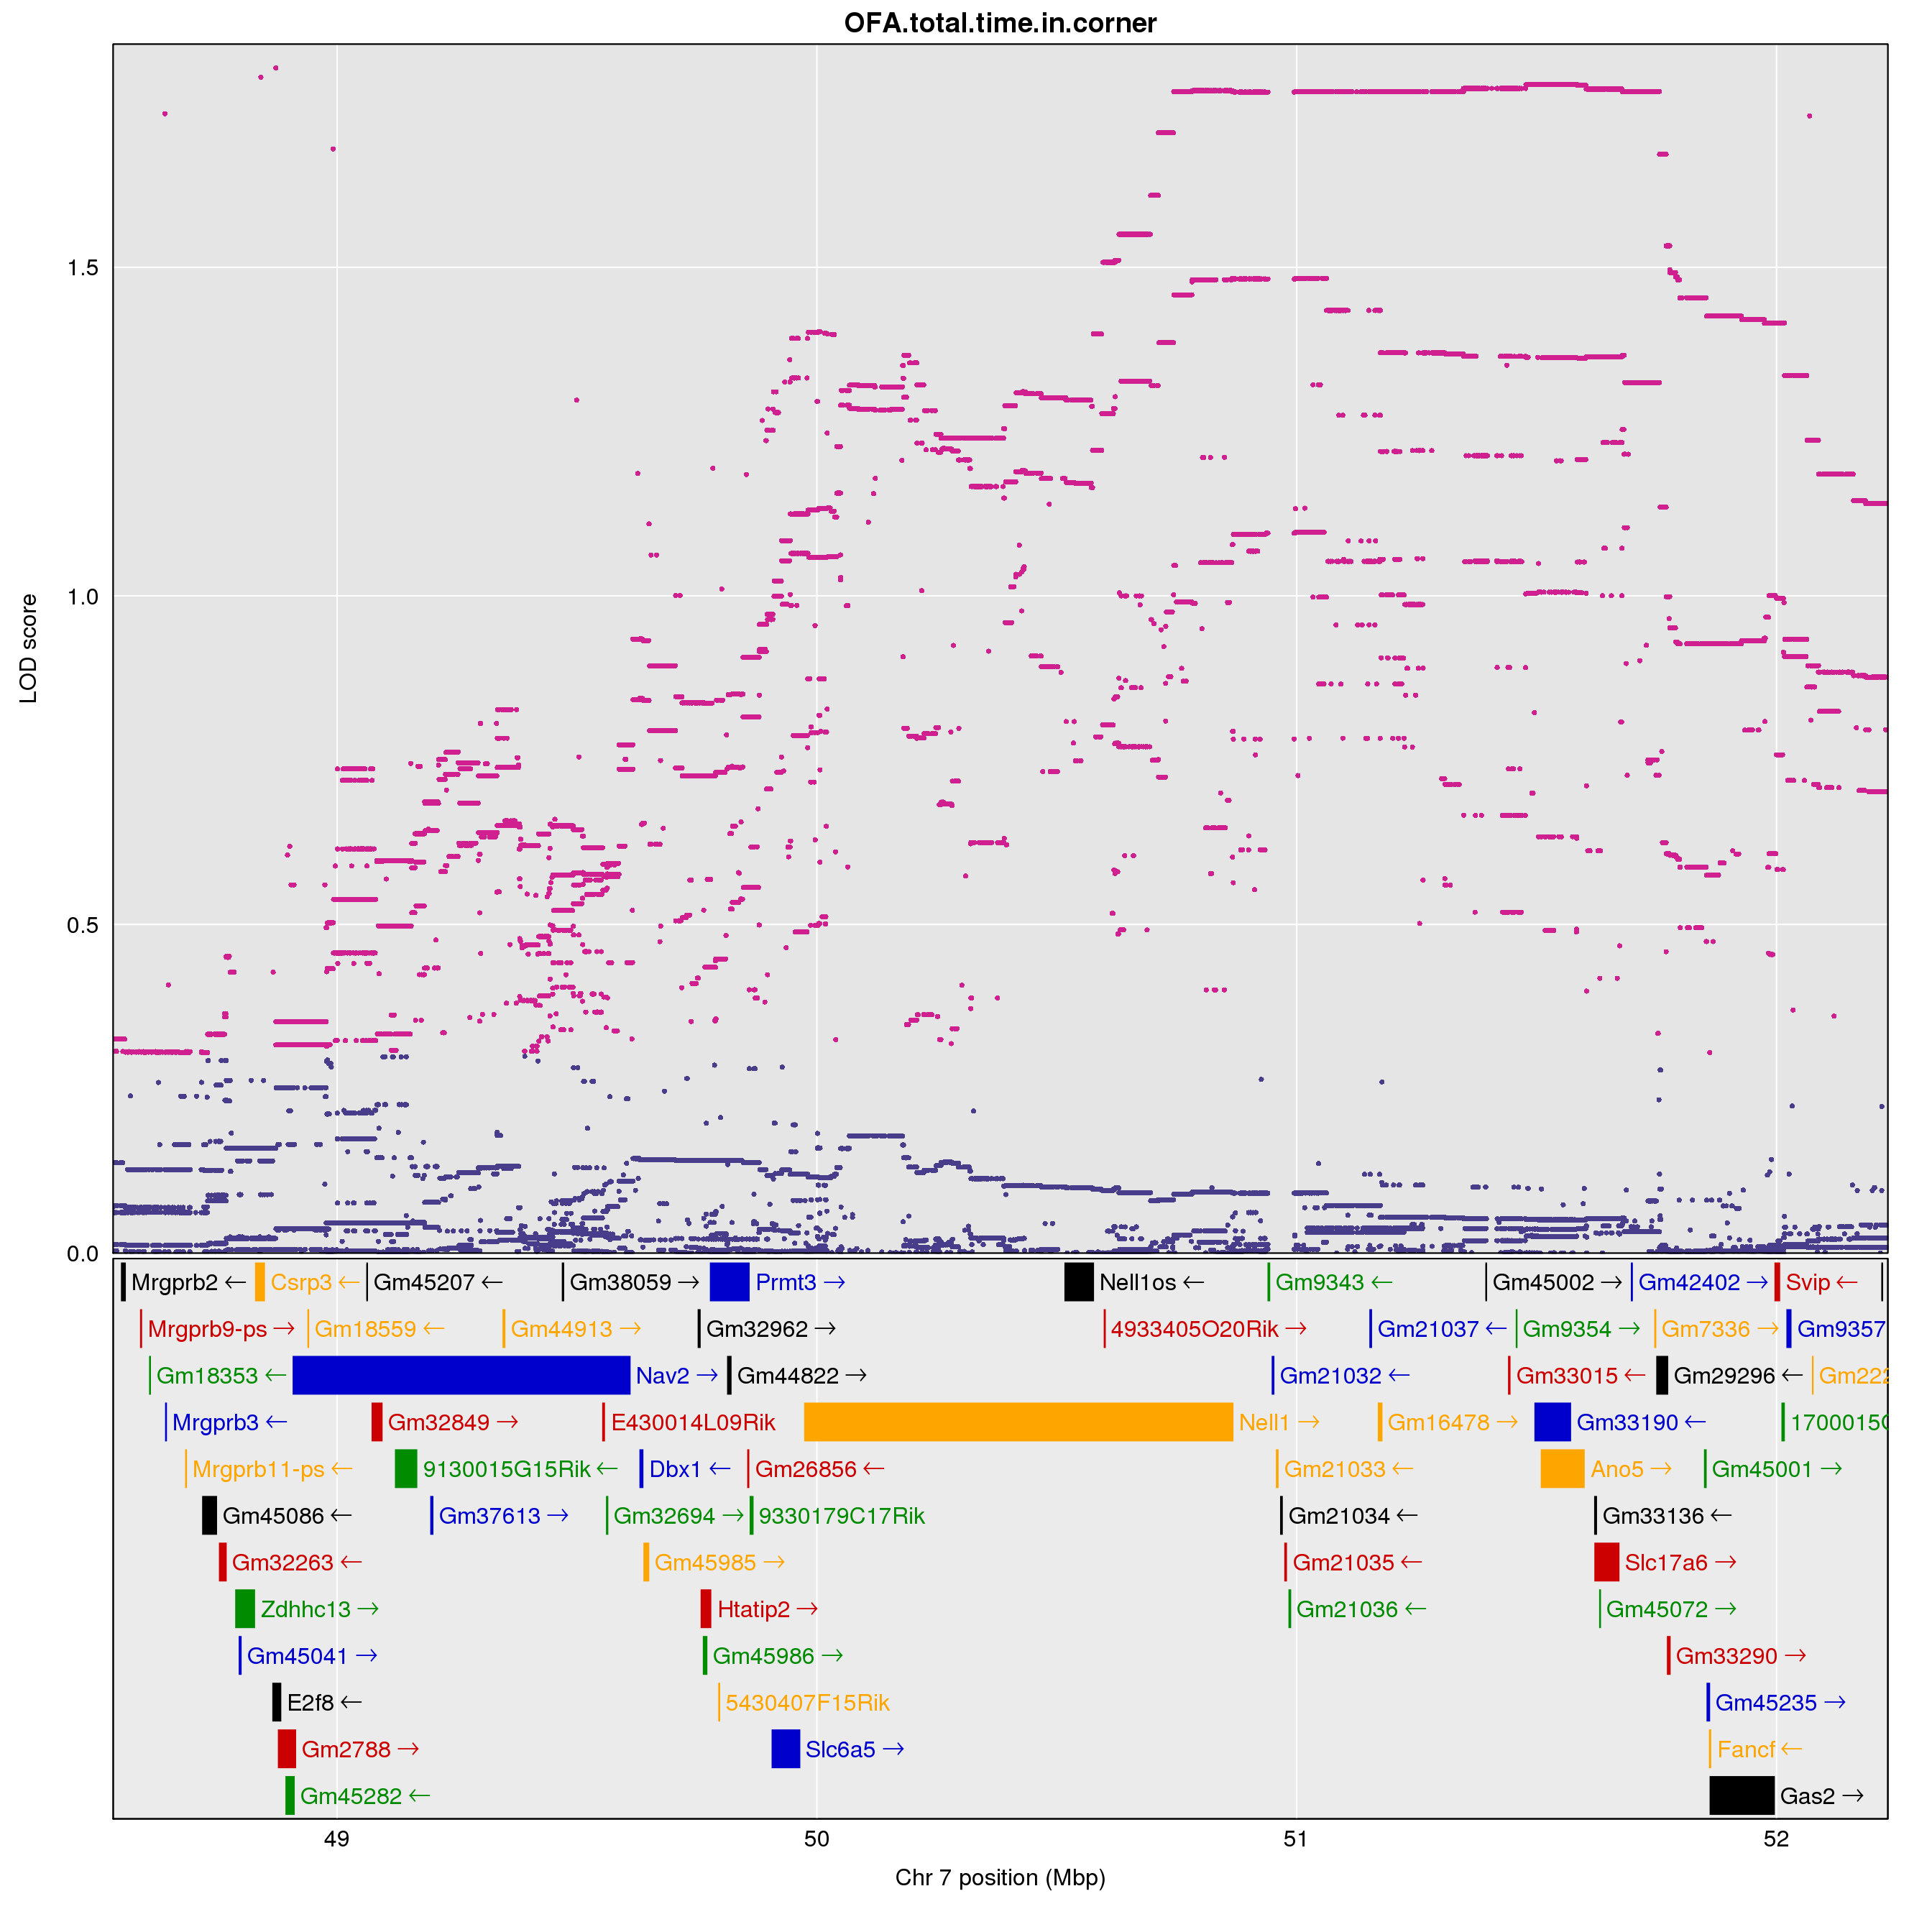 OFA.total.time.in.corner
LOD score
1.5
1.0
0.5
0.0
Mrgprb2 ← Csrp3 ← Gm45207 ← Gm38059 → Prmt3 → Nell1os ← Gm9343 ← Gm45002 → Gm42402 → Svip ←
Mrgprb9-ps → Gm18559 ← Gm44913 → Gm32962 → 4933405O20Rik → Gm21037 ← Gm9354 → Gm7336 → Gm9357
Gm18353 ← Nav2 → Gm44822 → Gm21032 ← Gm33015 ← Gm29296 ← Gm222
Mrgprb3 ← Gm32849 → E430014L09Rik Nell1 → Gm16478 → Gm33190 ← 1700015G
Mrgprb11-ps ← 9130015G15Rik ← Dbx1 ← Gm26856 ← Gm21033 ← Ano5 → Gm45001 →
Gm45086 ← Gm37613 → Gm32694 → 9330179C17Rik Gm21034 ← Gm33136 ←
Gm32263 ← Gm45985 → Gm21035 ← Slc17a6 →
Zdhhc13 → Htatip2 → Gm21036 ← Gm45072 →
Gm45041 → Gm45986 → Gm33290 →
E2f8 ← 5430407F15Rik Gm45235 →
Gm2788 → Slc6a5 → Fancf ←
Gm45282 ← Gas2 →
49 50 51 52
Chr 7 position (Mbp)